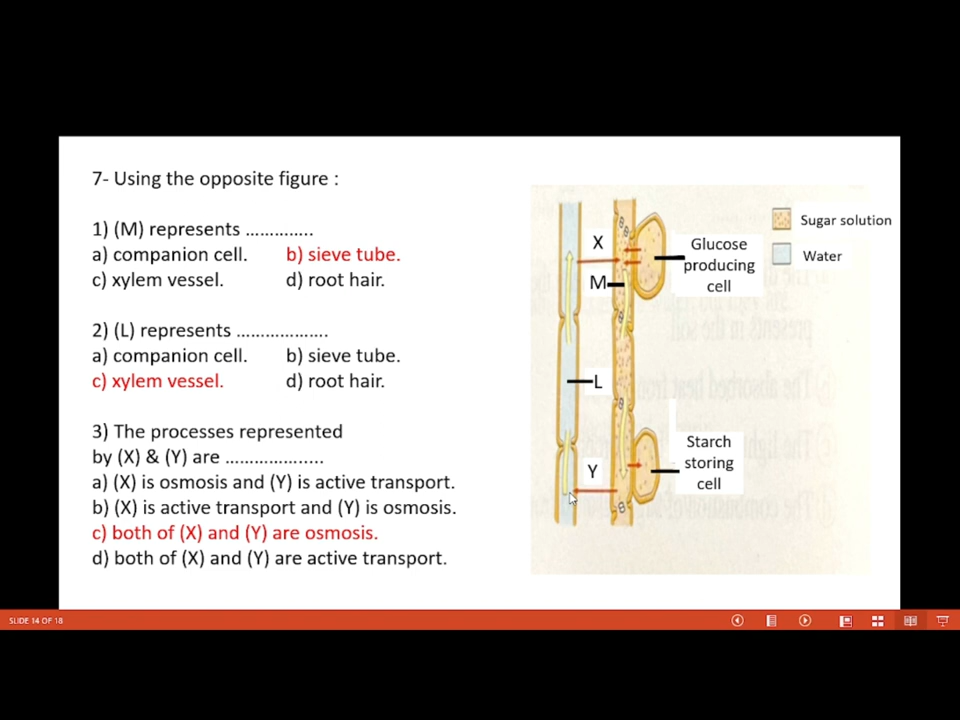 7- Using the opposite figure :
1) (M) represents .............
a) companion cell. b) sieve tube.
c) xylem vessel. d) root hair.
2) (L) represents ...................
a) companion cell. b) sieve tube.
c) xylem vessel. d) root hair.
3) The processes represented
by (X) & (Y) are ....................
a) (X) is osmosis and (Y) is active transport.
b) (X) is active transport and (Y) is osmosis.
c) both of (X) and (Y) are osmosis.
d) both of (X) and (Y) are active transport.
X
M
L
Y
Glucose
producing
cell
Starch
storing
cell
Sugar solution
Water
SLIDE 14 OF 18